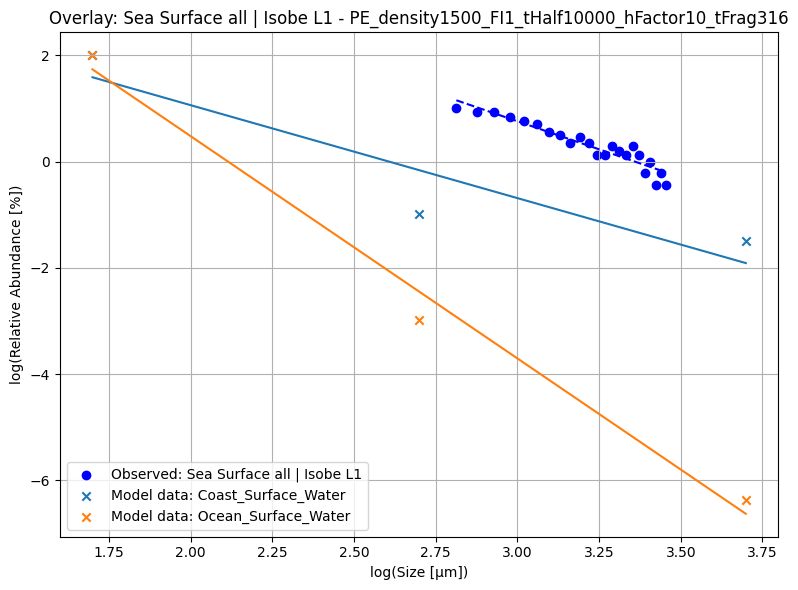 Overlay: Sea Surface all | Isobe L1 - PE_density1500_FI1_tHalf10000_hFactor10_tFrag316
log(Relative Abundance [%])
2
0
−2
−4
−6
Observed: Sea Surface all | Isobe L1
Model data: Coast_Surface_Water
Model data: Ocean_Surface_Water
1.75 2.00 2.25 2.50 2.75 3.00 3.25 3.50 3.75
log(Size [µm])